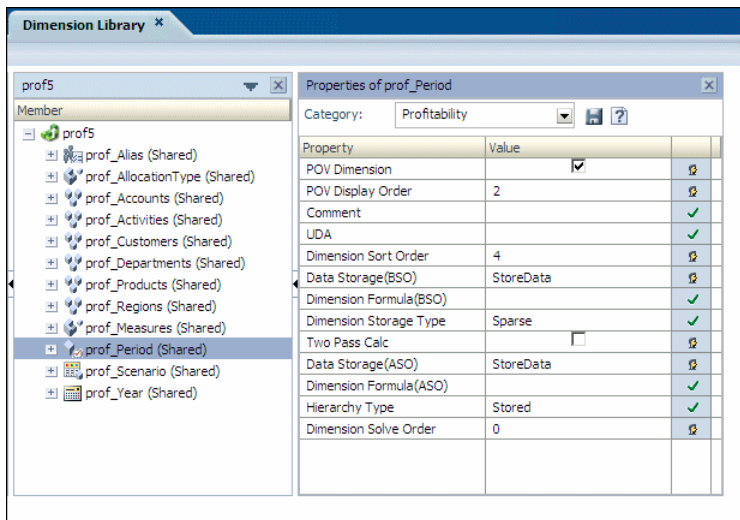 Dimension Library ×
prof5
Member
prof5
prof_Alias (Shared)
prof_AllocationType (Shared)
prof_Accounts (Shared)
prof_Activities (Shared)
prof_Customers (Shared)
prof_Departments (Shared)
prof_Products (Shared)
prof_Regions (Shared)
prof_Measures (Shared)
prof_Period (Shared)
prof_Scenario (Shared)
prof_Year (Shared)
Properties of prof_Period
Category: Profitability
Property Value
POV Dimension
POV Display Order 2
Comment
UDA
Dimension Sort Order 4
Data Storage(BSO) StoreData
Dimension Formula(BSO)
Dimension Storage Type Sparse
Two Pass Calc
Data Storage(ASO) StoreData
Dimension Formula(ASO)
Hierarchy Type Stored
Dimension Solve Order 0